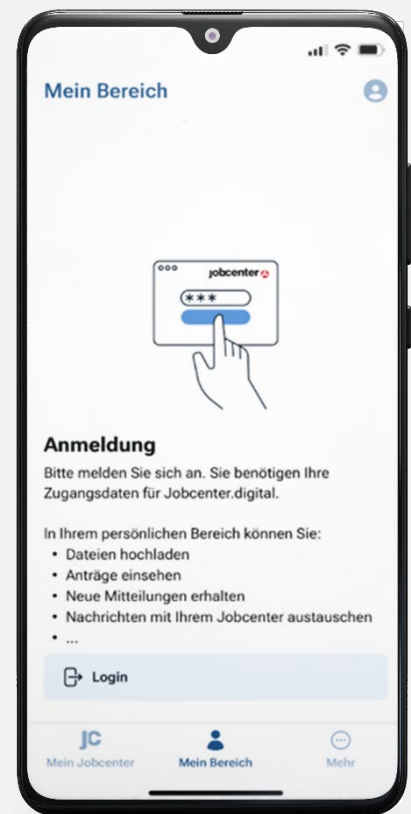 Mein Bereich
jobcenter
***
Anmeldung
Bitte melden Sie sich an. Sie benötigen Ihre
Zugangsdaten für Jobcenter.digital.
In Ihrem persönlichen Bereich können Sie:
• Dateien hochladen
• Anträge einsehen
• Neue Mitteilungen erhalten
• Nachrichten mit Ihrem Jobcenter austauschen
• ...
Login
JC
Mein Jobcenter Mein Bereich Mehr